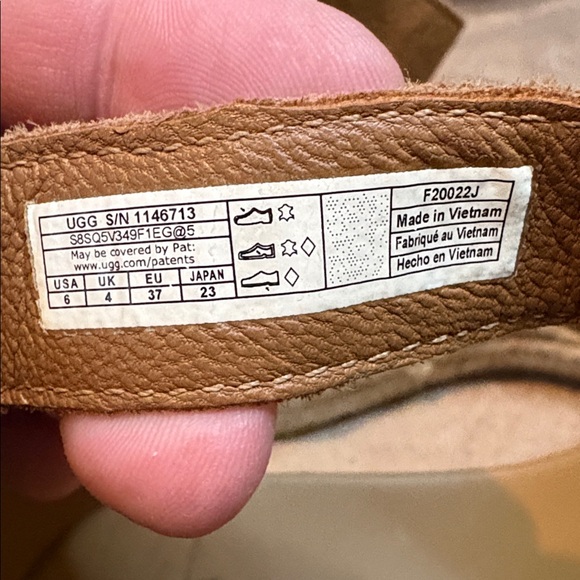 UGG S/N 1146713
S8SQ5V349F1EG@5
May be covered by Pat:
www.ugg.com/patents
USA UK EU JAPAN
6 4 37 23
F20022J
Made in Vietnam
Fabriqué au Vietnam
Hecho en Vietnam